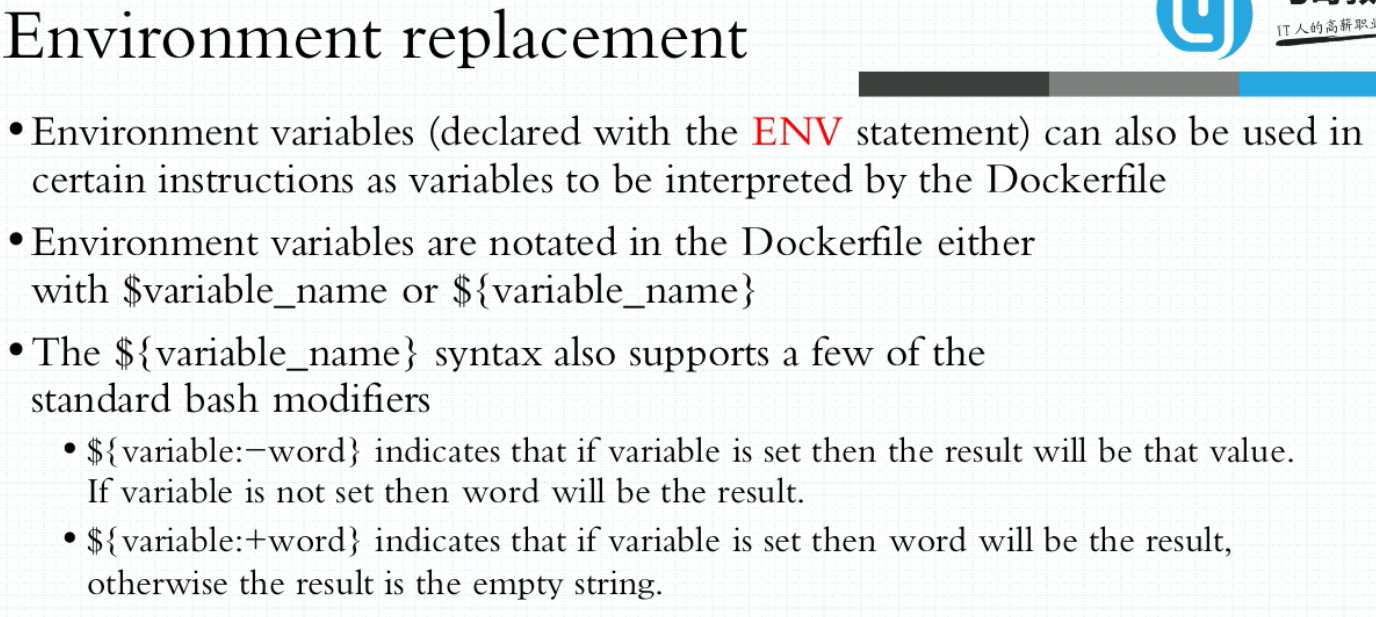 Environment replacement
IT人的高薪职业
•Environment variables (declared with the ENV statement) can also be used in
certain instructions as variables to be interpreted by the Dockerfile
•Environment variables are notated in the Dockerfile either
with $variable_name or ${variable_name}
•The ${variable_name} syntax also supports a few of the
standard bash modifiers
•${variable:−word} indicates that if variable is set then the result will be that value.
If variable is not set then word will be the result.
•${variable:+word} indicates that if variable is set then word will be the result,
otherwise the result is the empty string.